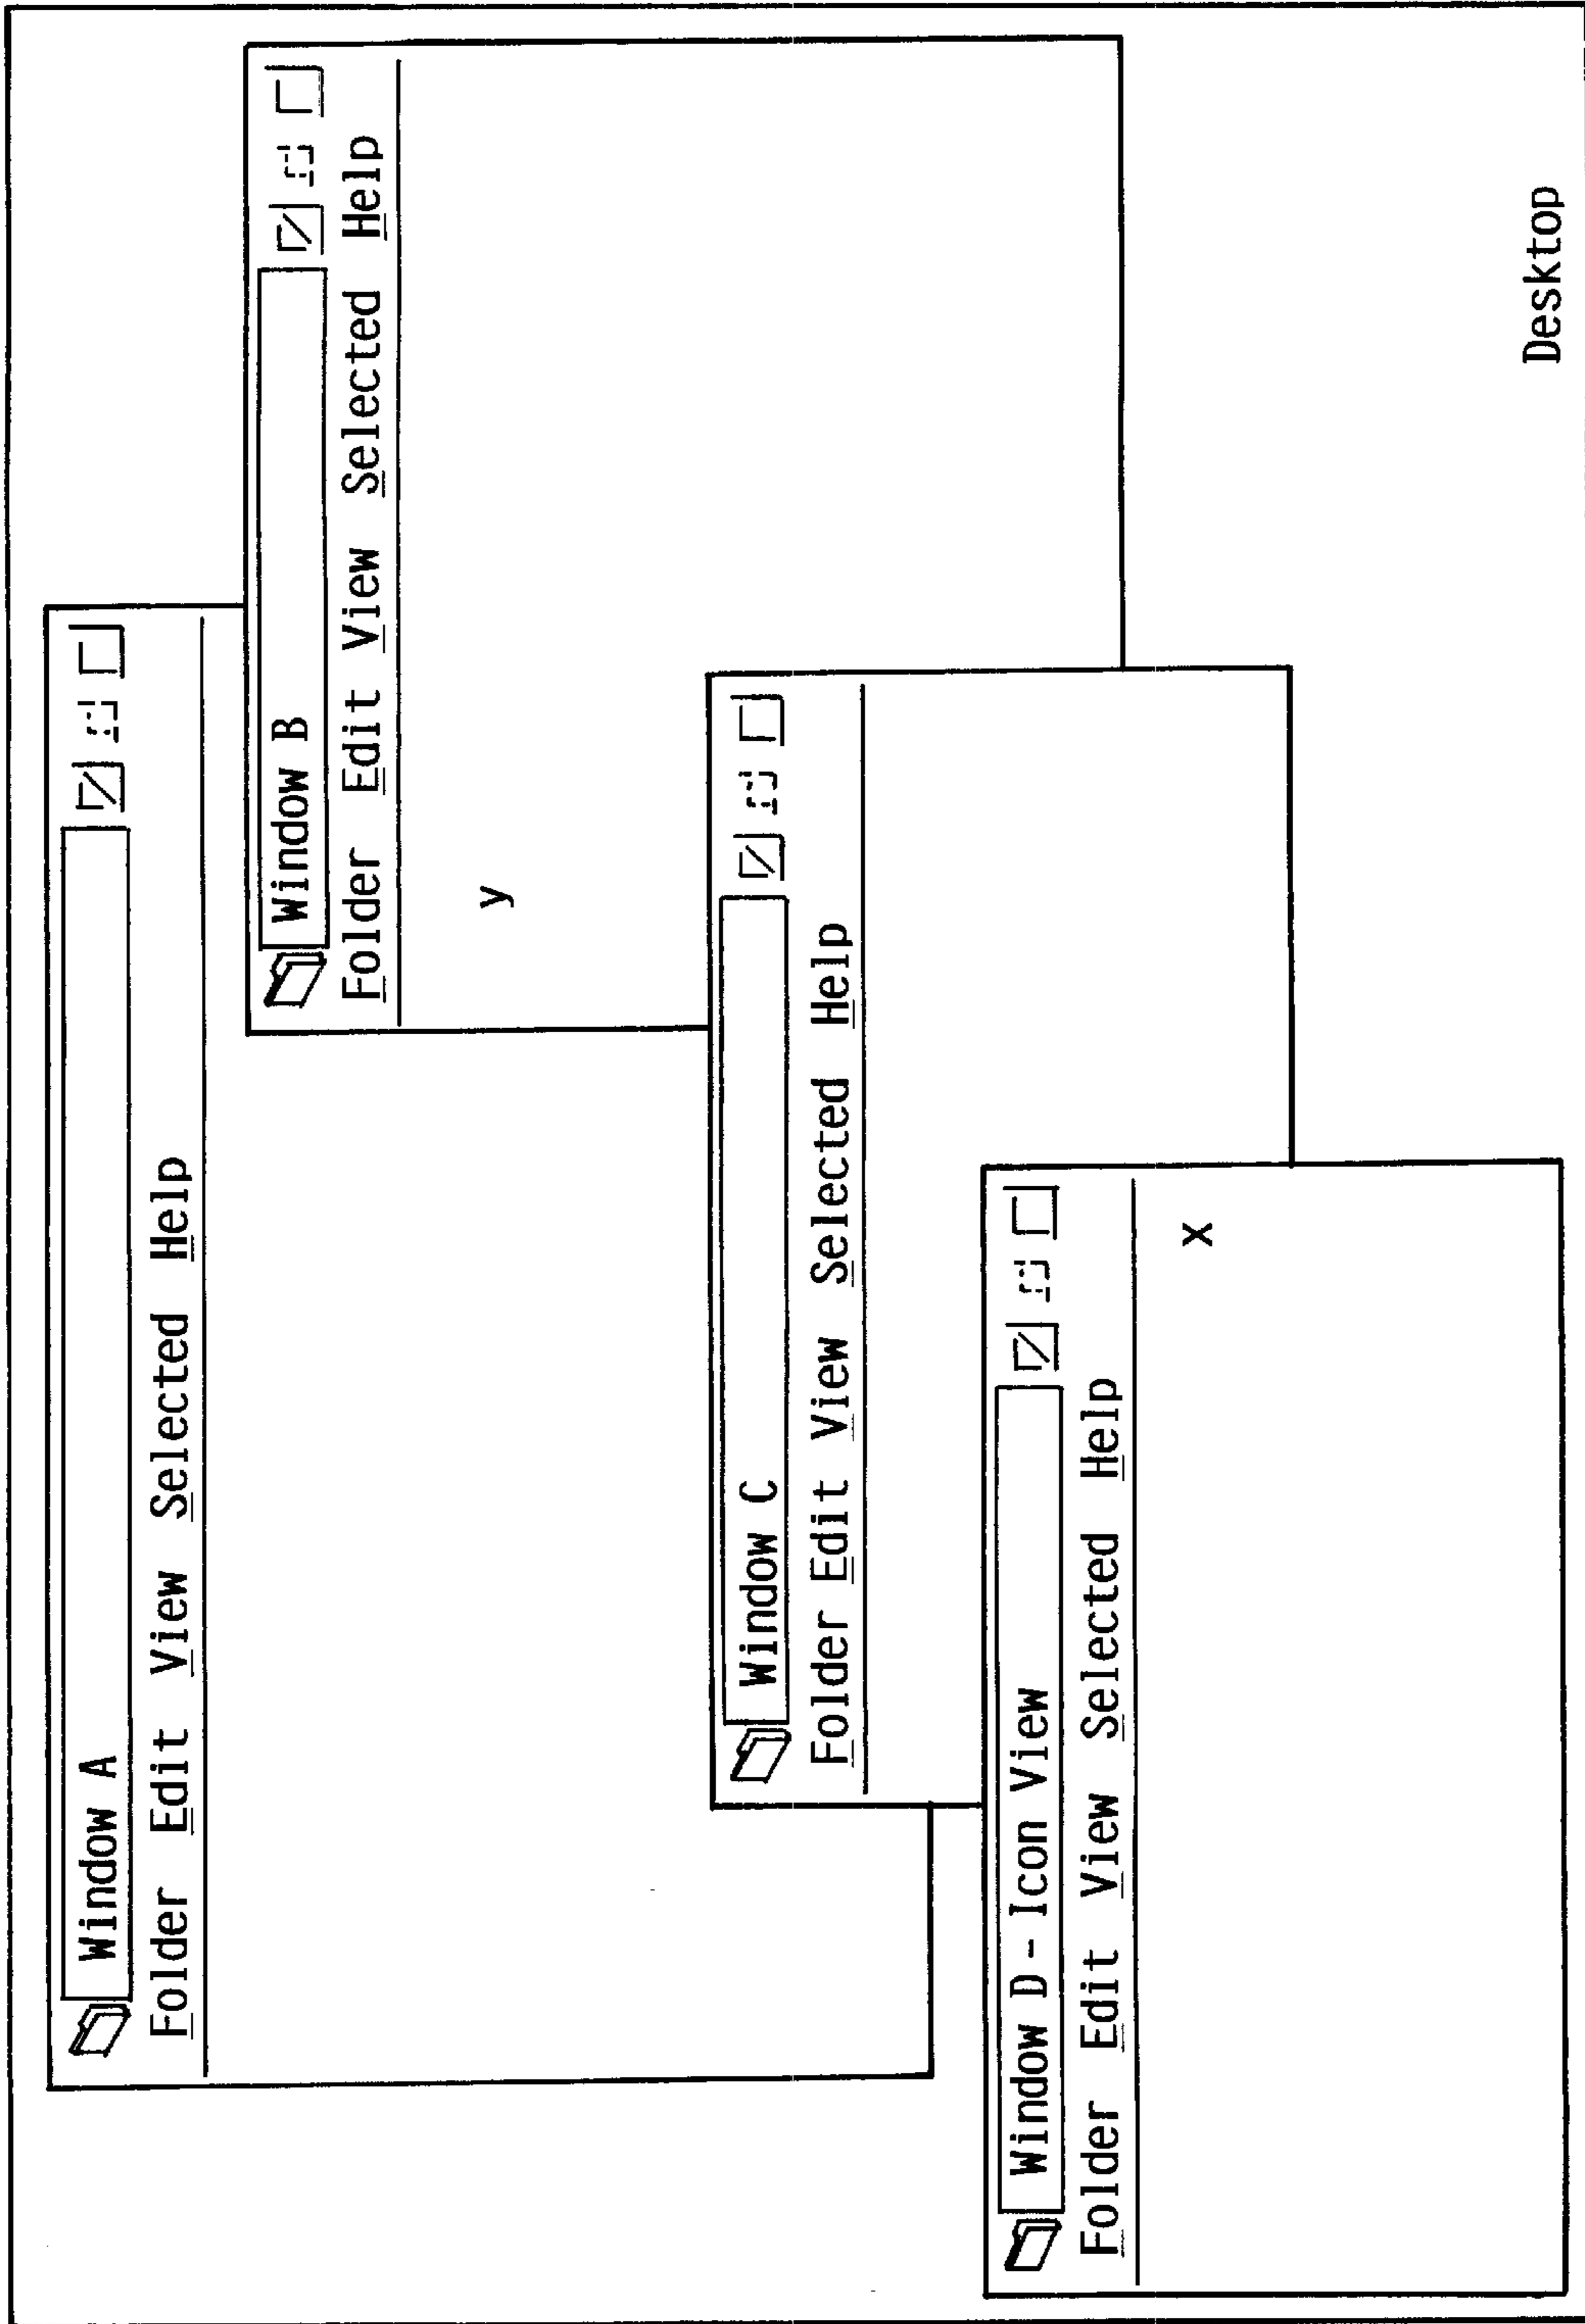 Window A
Folder Edit View Selected Help
Window B
Folder Edit View Selected Help
y
Window C
Folder Edit View Selected Help
Window D - Icon View
Folder Edit View Selected Help
x
Desktop